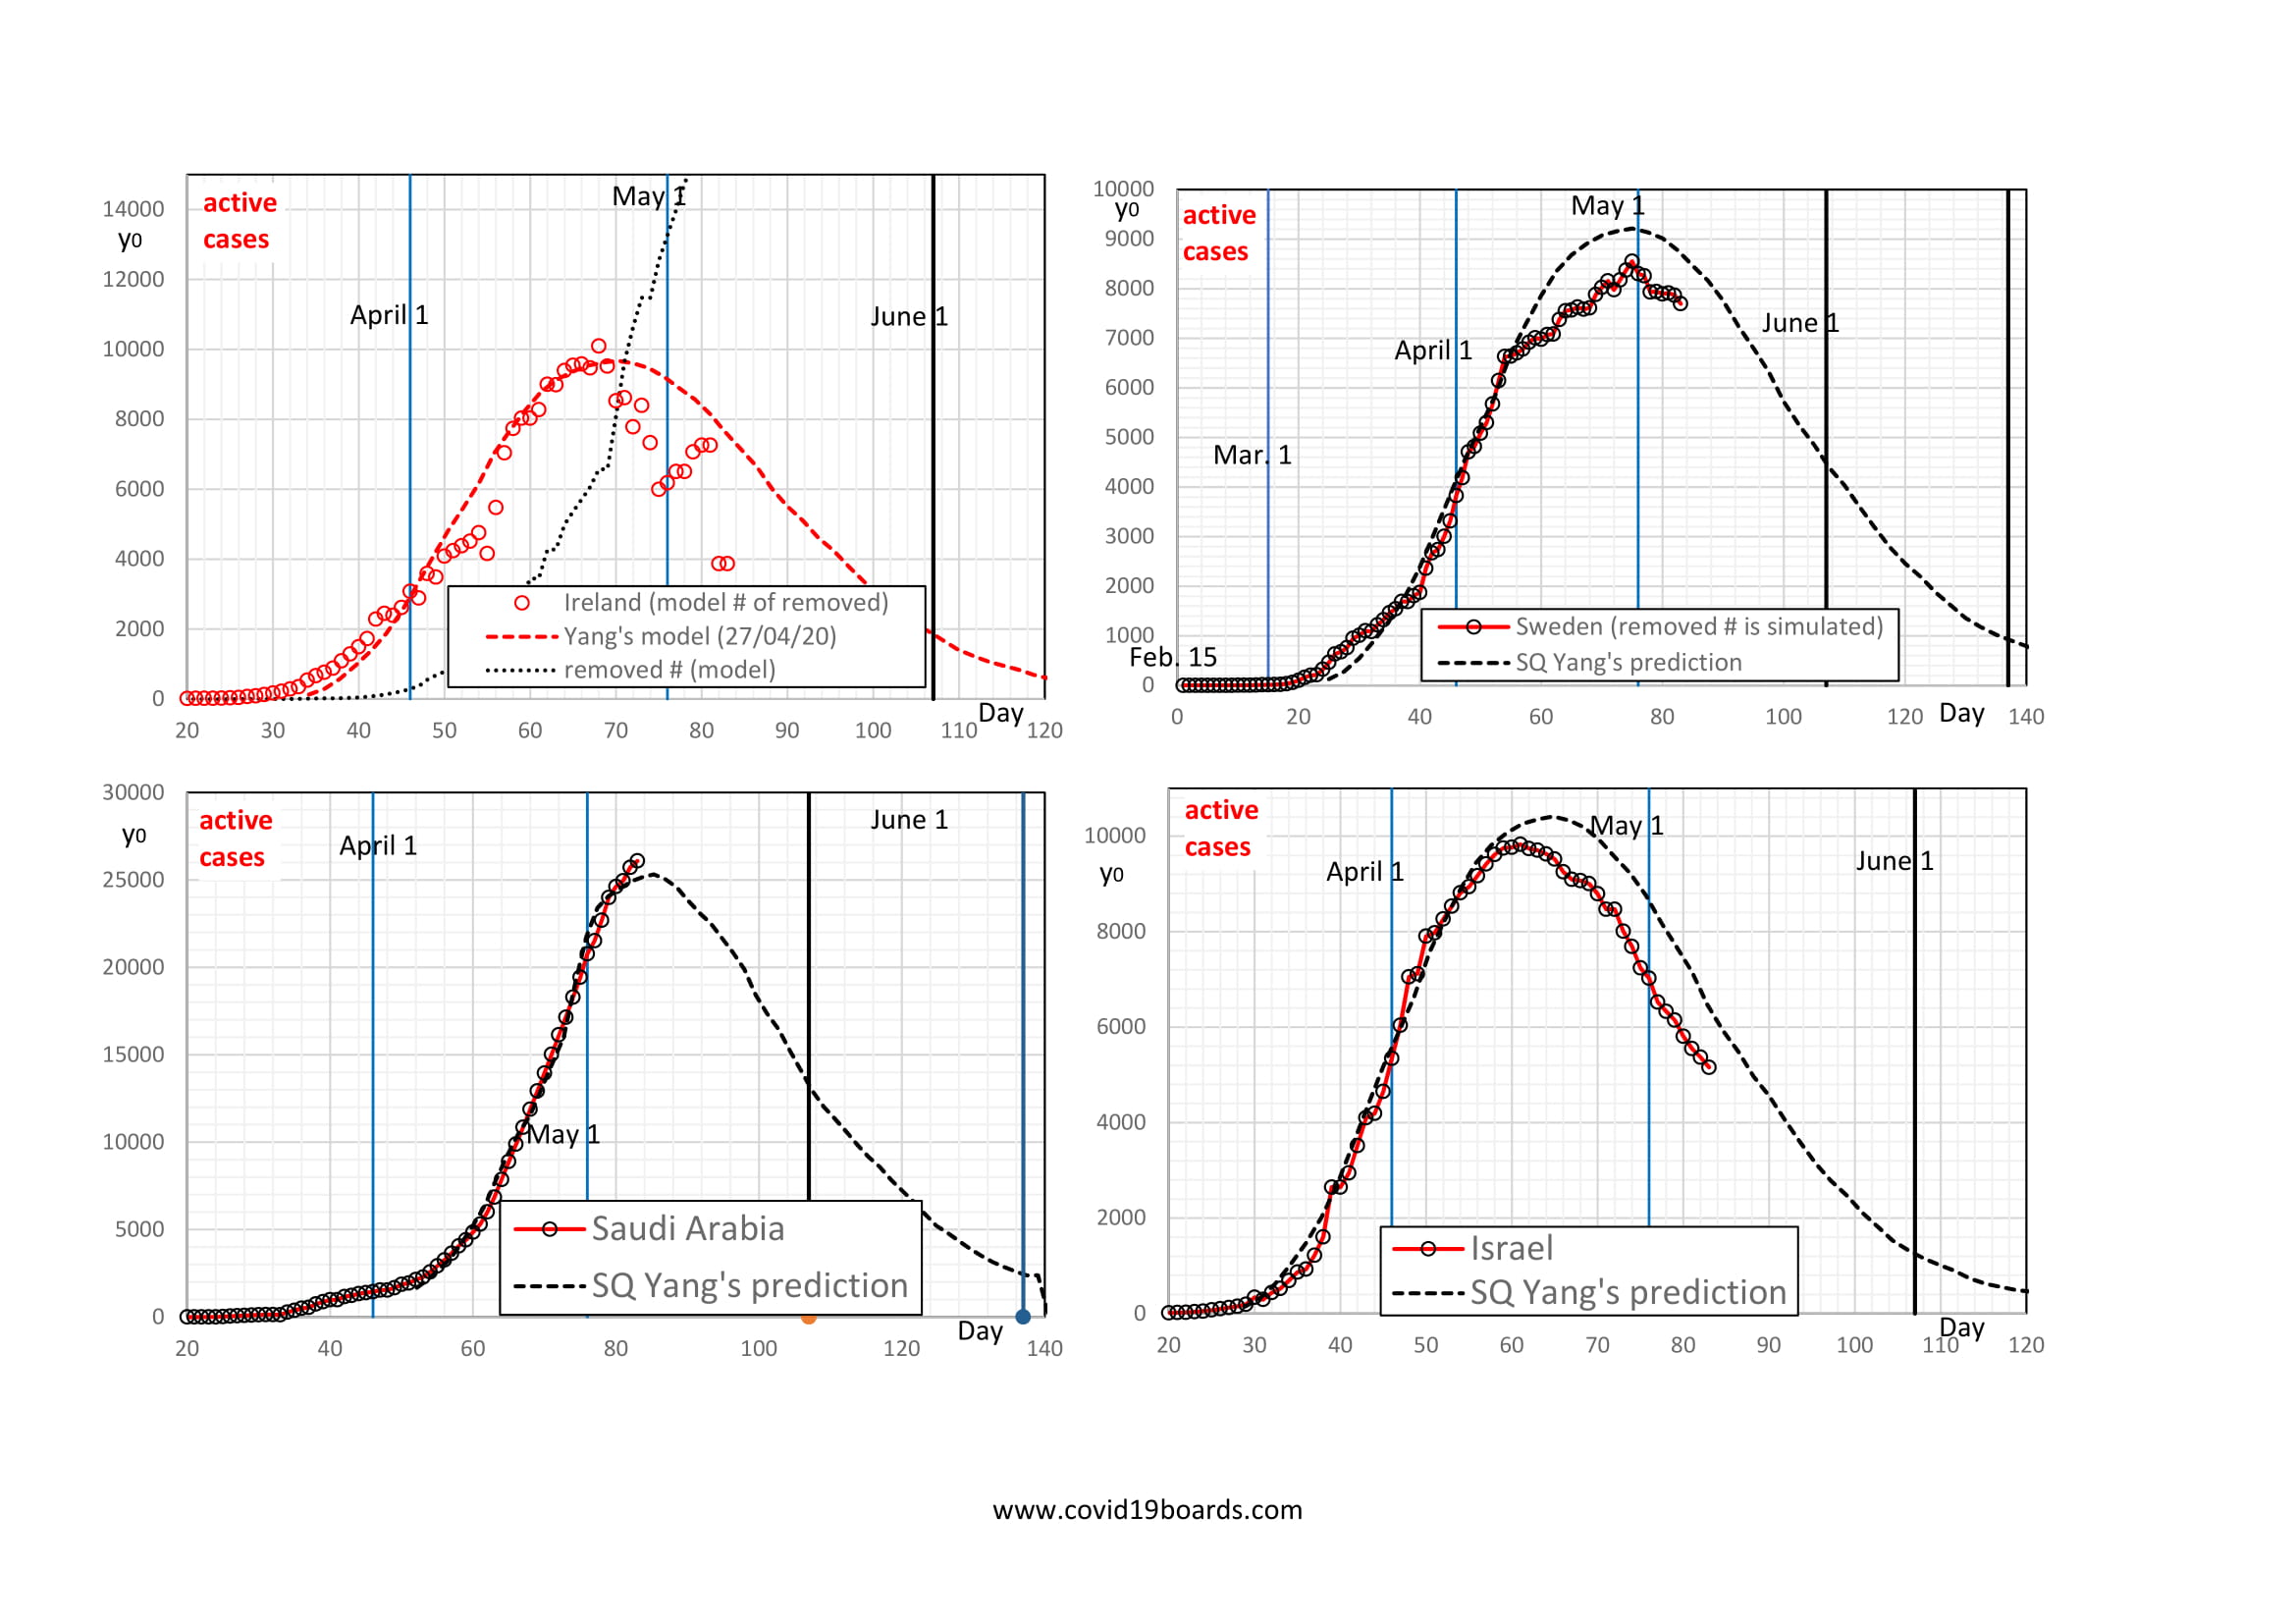 active
cases
14000
y0
12000
10000
8000
6000
4000
2000
0
April 1
May 1
June 1
Ireland (model # of removed)
Yang's model (27/04/20)
removed # (model)
Day
20 30 40 50 60 70 80 90 100 110 120
10000
y0
9000
8000
7000
6000
5000
4000
3000
2000
1000
0
active
cases
Mar. 1
April 1
May 1
June 1
Feb. 15
Sweden (removed # is simulated)
SQ Yang's prediction
0 20 40 60 80 100 120 Day 140
30000
y0
25000
20000
15000
10000
5000
0
active
cases
April 1
June 1
May 1
Saudi Arabia
SQ Yang's prediction
Day
20 40 60 80 100 120 140
active
cases
10000
y0
8000
6000
4000
2000
0
May 1
April 1
June 1
Israel
SQ Yang's prediction
Day
20 30 40 50 60 70 80 90 100 110 120
www.covid19boards.com